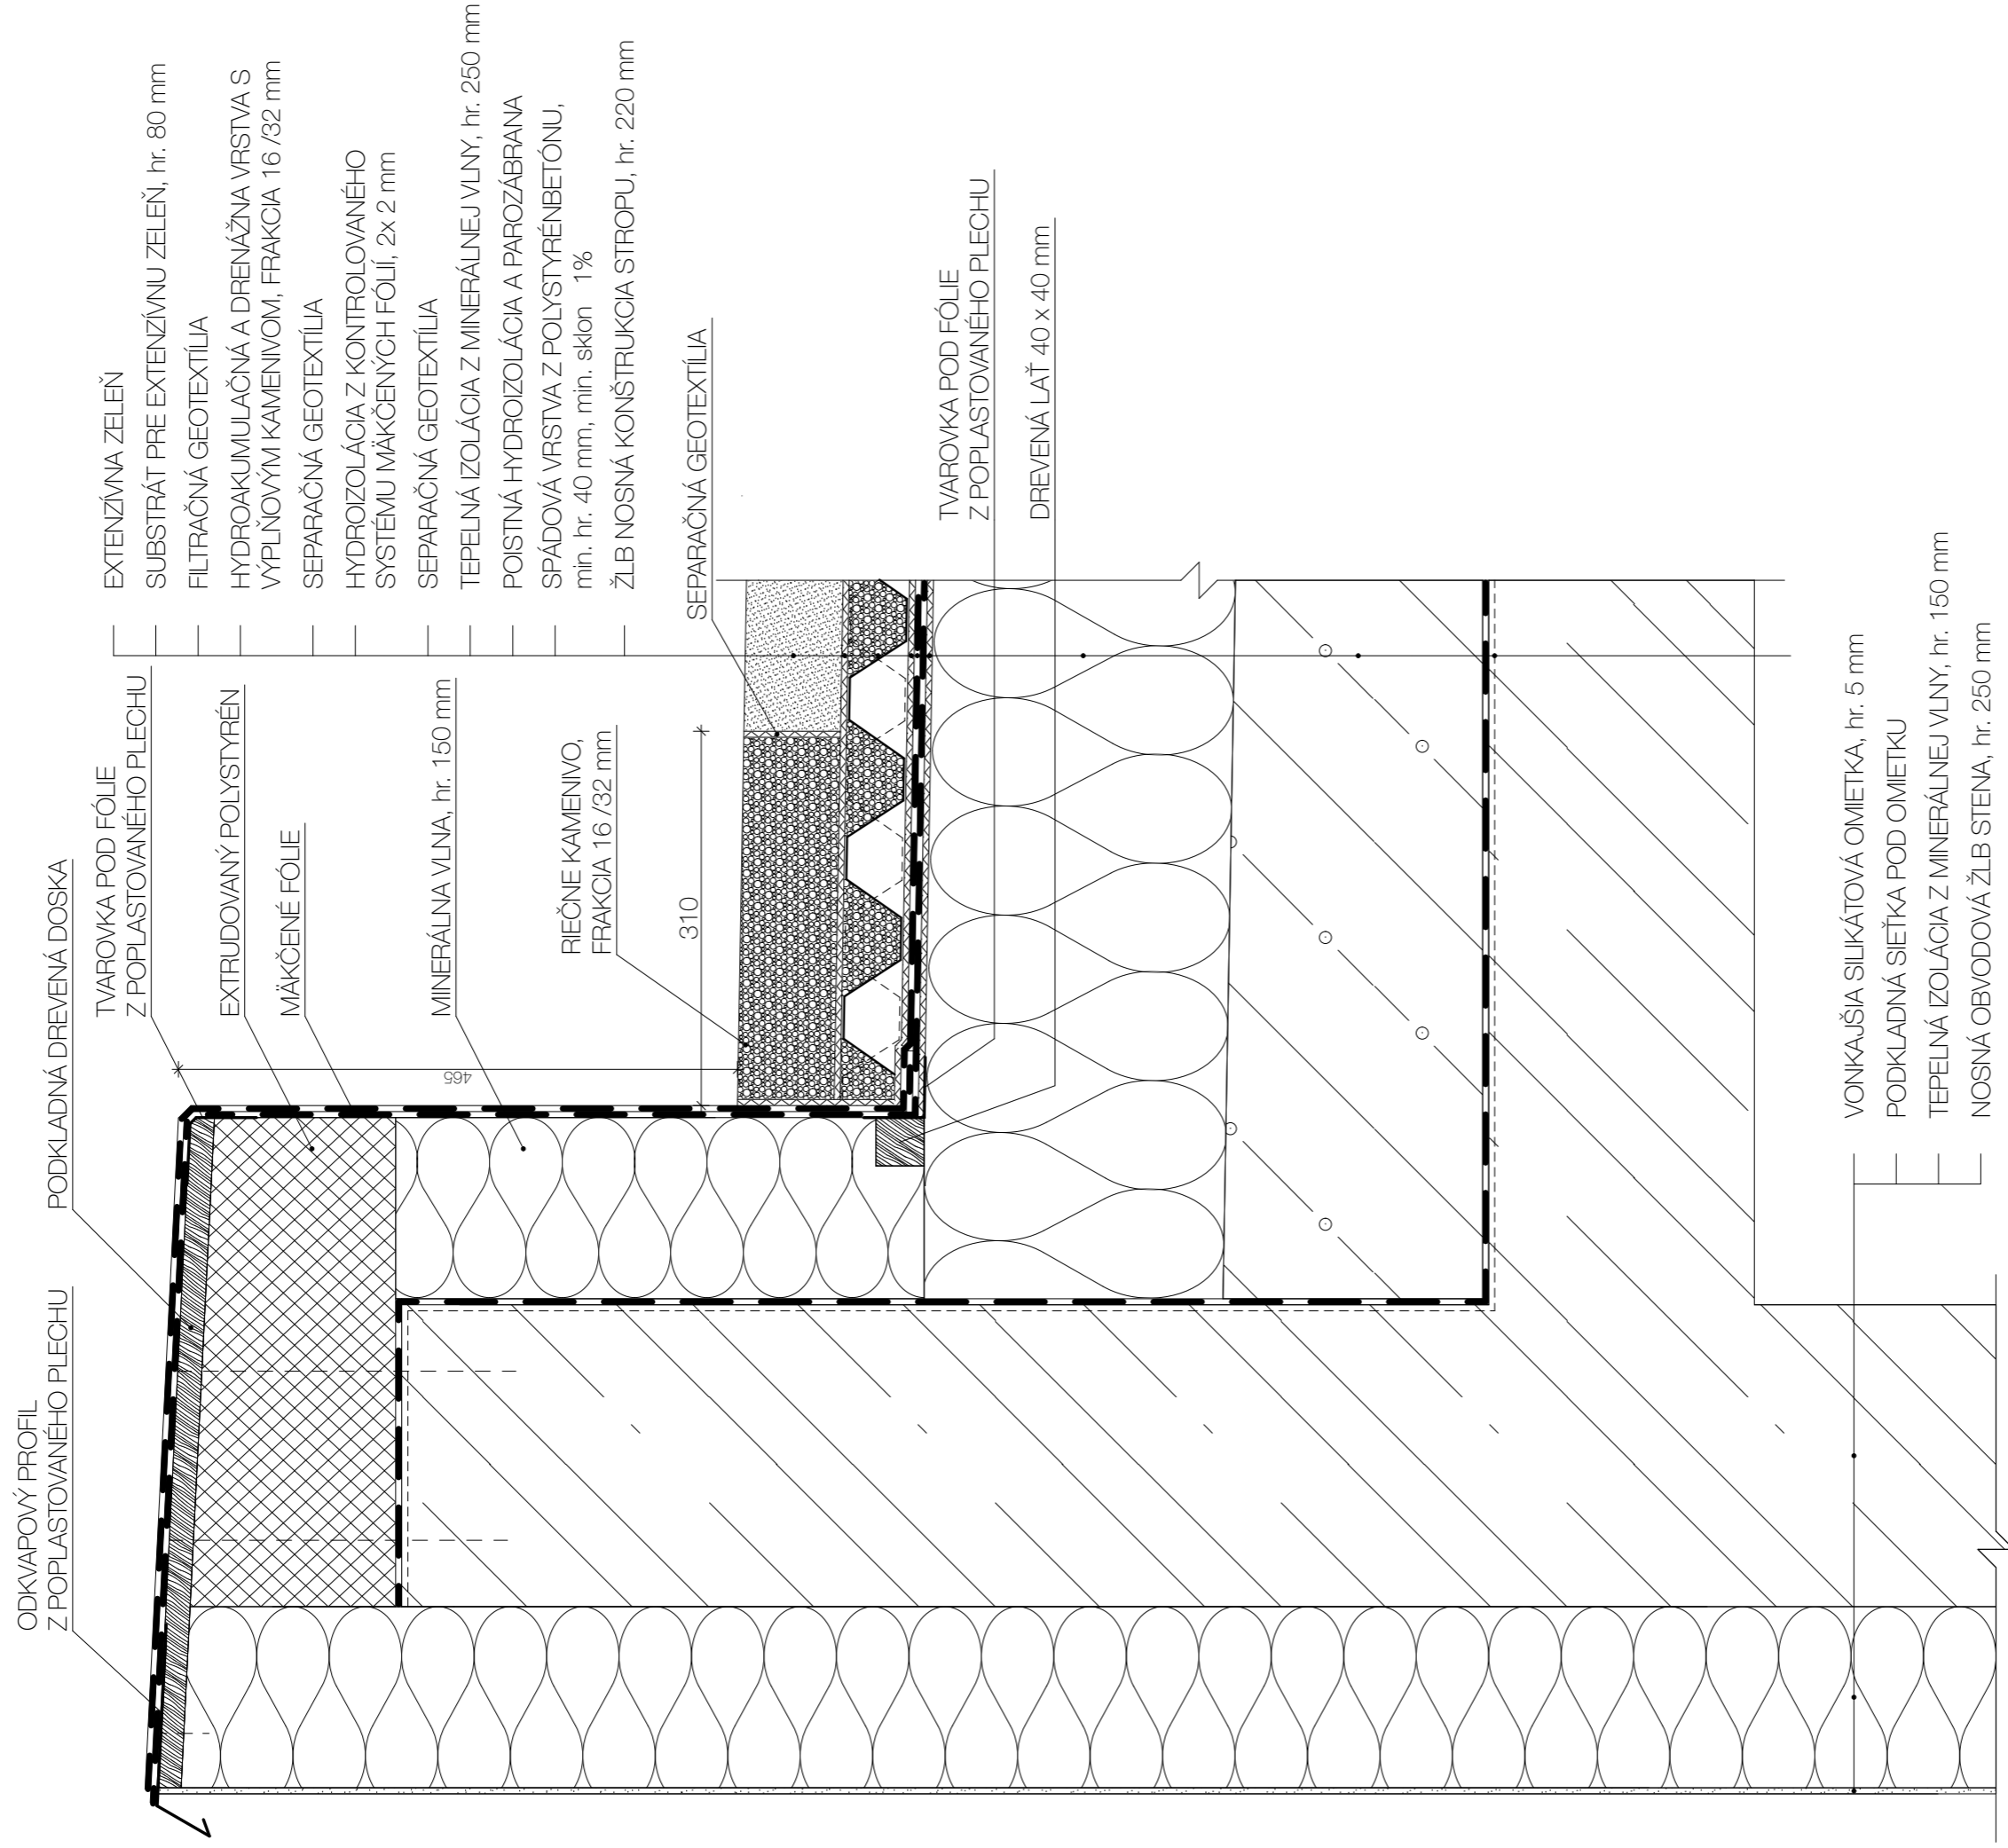 ODKVAPOVÝ PROFIL
Z POPLASTOVANÉHO PLECHU
PODKLADNÁ DREVENÁ DOSKA
TVAROVKA POD FÓLIE
Z POPLASTOVANÉHO PLECHU
EXTRUDOVANÝ POLYSTYRÉN
MÄKČENÉ FÓLIE
MINERÁLNA VLNA, hr. 150 mm
RIEČNE KAMENIVO,
FRAKCIA 16 /32 mm
310
465
EXTENZÍVNA ZELEŇ
SUBSTRÁT PRE EXTENZÍVNU ZELEŇ, hr. 80 mm
FILTRAČNÁ GEOTEXTÍLIA
HYDROAKUMULAČNÁ A DRENÁŽNA VRSTVA S
VÝPLŇOVÝM KAMENIVOM, FRAKCIA 16 /32 mm
SEPARAČNÁ GEOTEXTÍLIA
HYDROIZOLÁCIA Z KONTROLOVANÉHO
SYSTÉMU MÄKČENÝCH FÓLIÍ, 2x 2 mm
SEPARAČNÁ GEOTEXTÍLIA
TEPELNÁ IZOLÁCIA Z MINERÁLNEJ VLNY, hr. 250 mm
POISTNÁ HYDROIZOLÁCIA A PAROZÁBRANA
SPÁDOVÁ VRSTVA Z POLYSTYRÉNBETÓNU,
min. hr. 40 mm, min. sklon 1%
ŽLB NOSNÁ KONŠTRUKCIA STROPU, hr. 220 mm
SEPARAČNÁ GEOTEXTÍLIA
TVAROVKA POD FÓLIE
Z POPLASTOVANÉHO PLECHU
DREVENÁ LAŤ 40 x 40 mm
VONKAJŠIA SILIKÁTOVÁ OMIETKA, hr. 5 mm
PODKLADNÁ SIEŤKA POD OMIETKU
TEPELNÁ IZOLÁCIA Z MINERÁLNEJ VLNY, hr. 150 mm
NOSNÁ OBVODOVÁ ŽLB STENA, hr. 250 mm